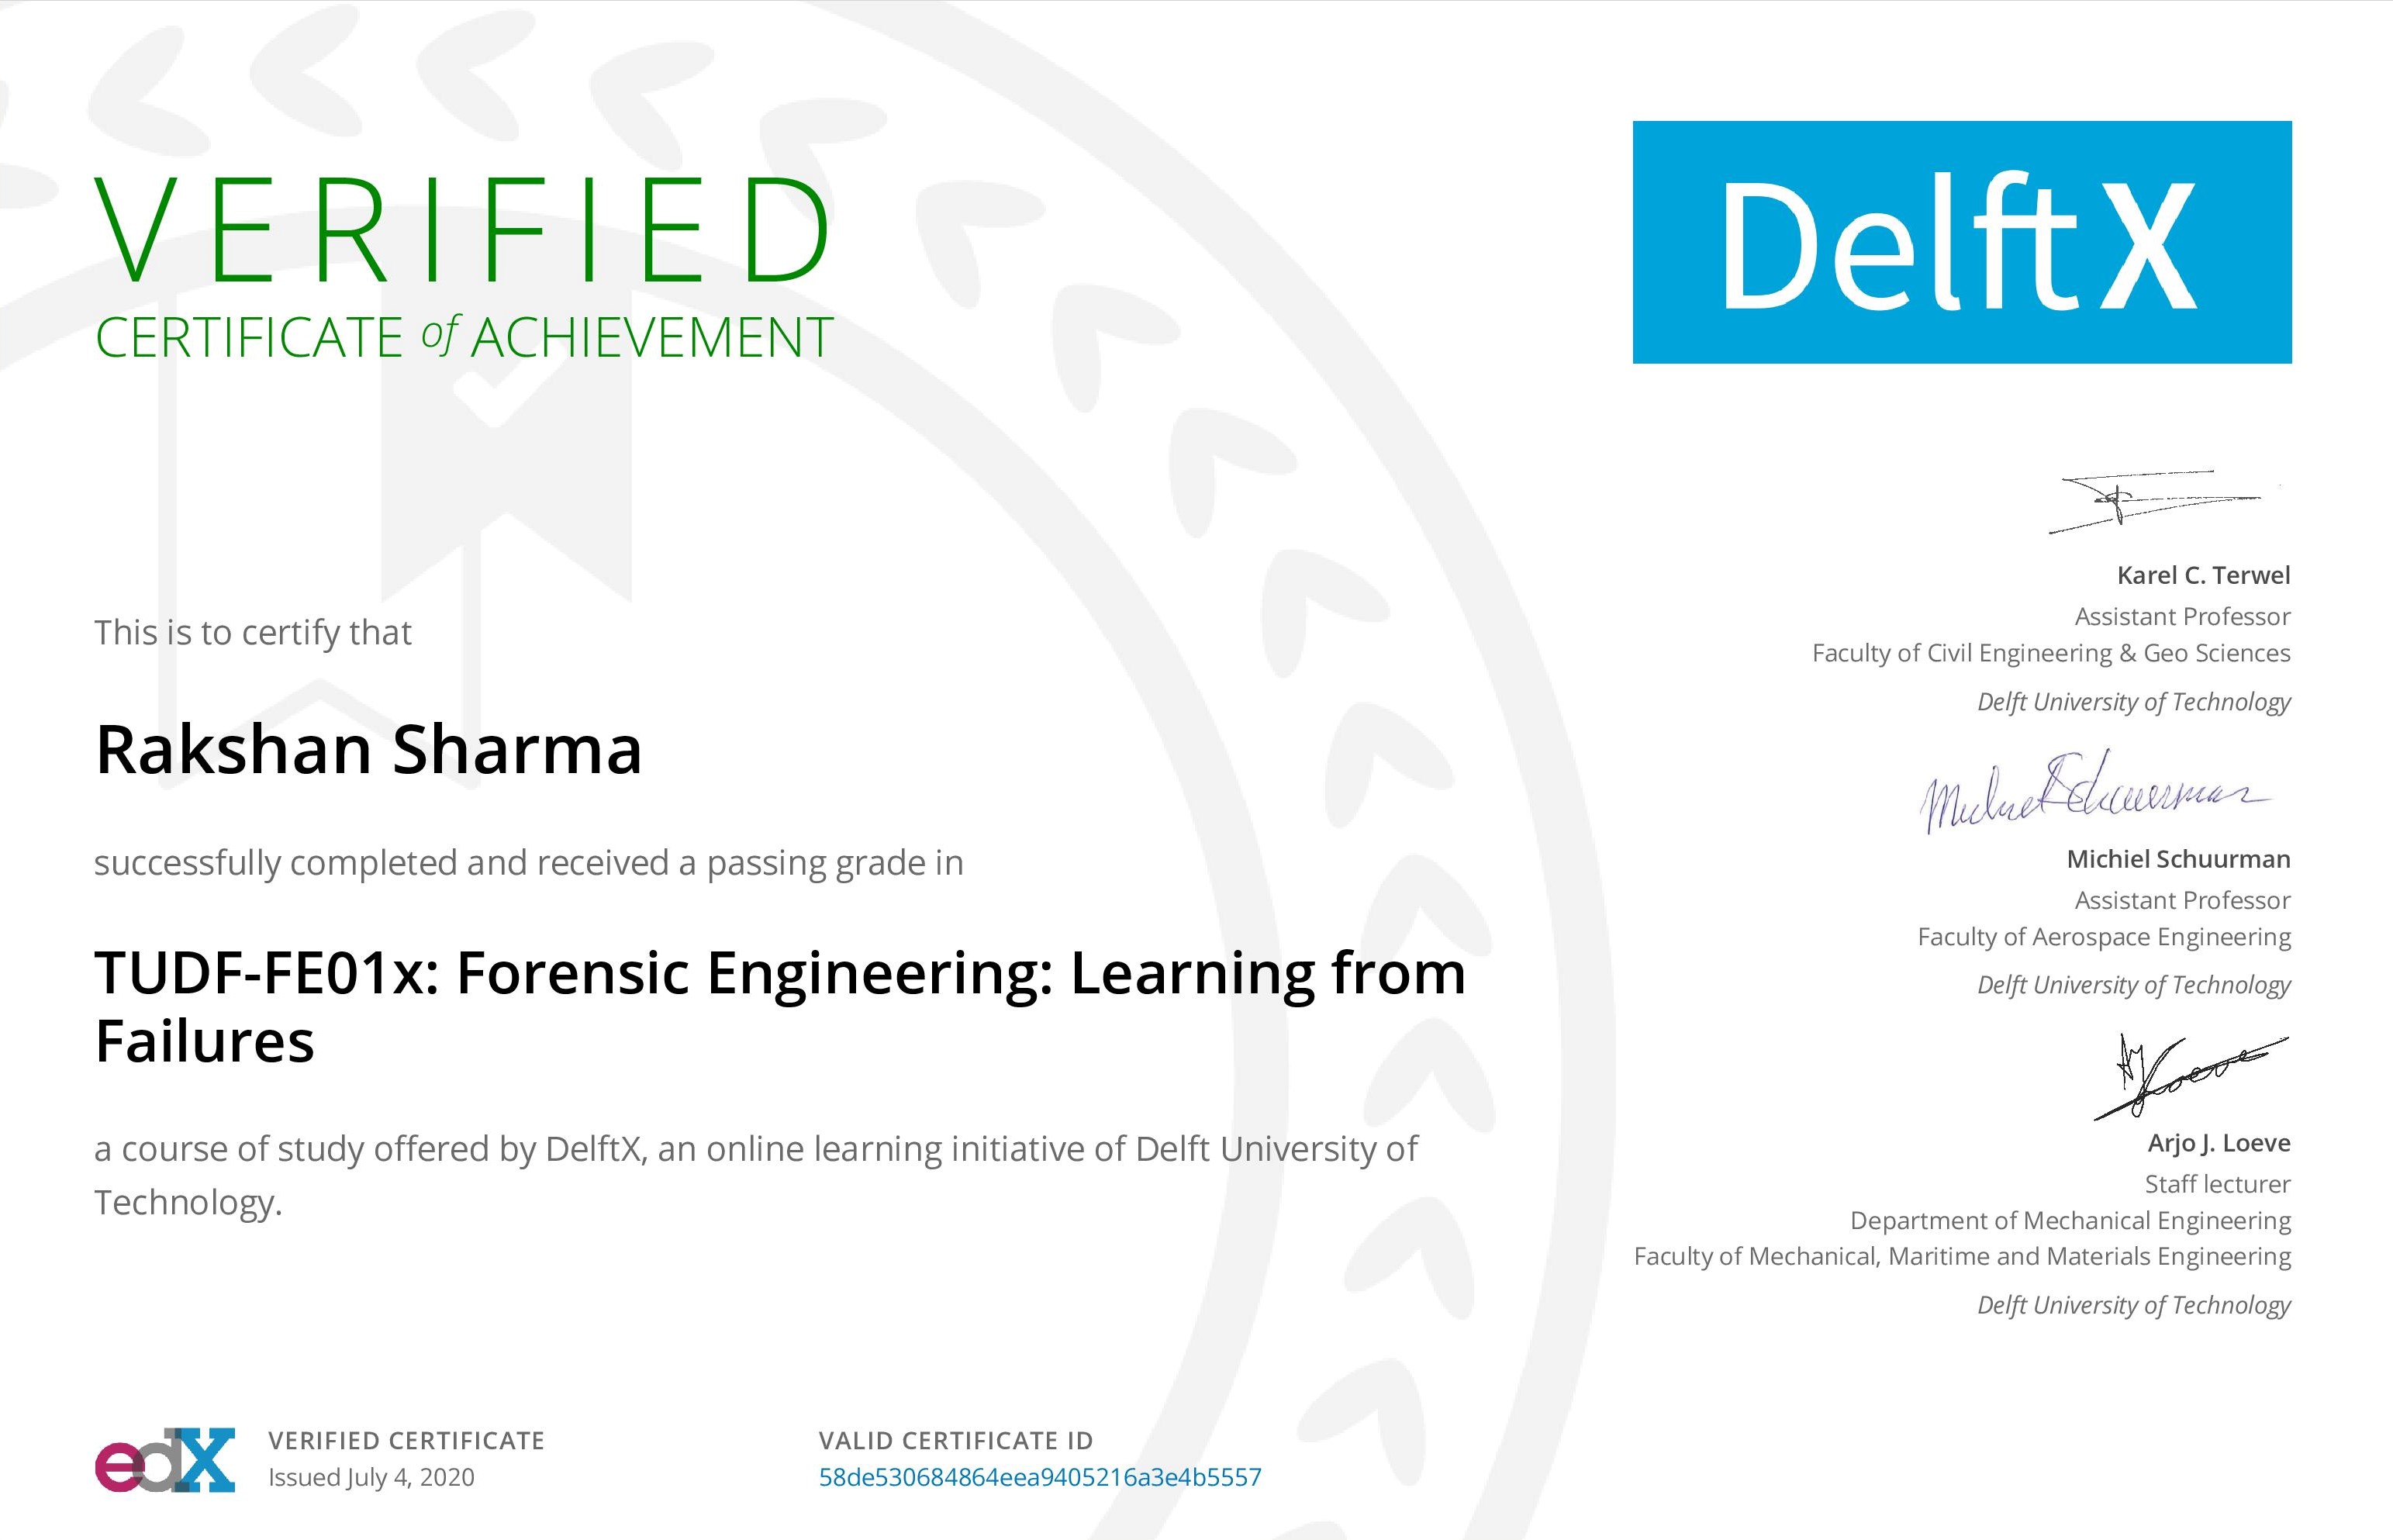 VERIFIED
CERTIFICATE of ACHIEVEMENT
This is to certify that
Rakshan Sharma
successfully completed and received a passing grade in
TUDF-FE01x: Forensic Engineering: Learning from
Failures
a course of study offered by DelftX, an online learning initiative of Delft University of
Technology.
DelftX
Karel C. Terwel
Assistant Professor
Faculty of Civil Engineering & Geo Sciences
Delft University of Technology
Michiel Schuurman
Michiel Schuurman
Assistant Professor
Faculty of Aerospace Engineering
Delft University of Technology
Loeve
Arjo J. Loeve
Staff lecturer
Department of Mechanical Engineering
Faculty of Mechanical, Maritime and Materials Engineering
Delft University of Technology
edX
VERIFIED CERTIFICATE
Issued July 4, 2020
VALID CERTIFICATE ID
58de530684864eea9405216a3e4b5557